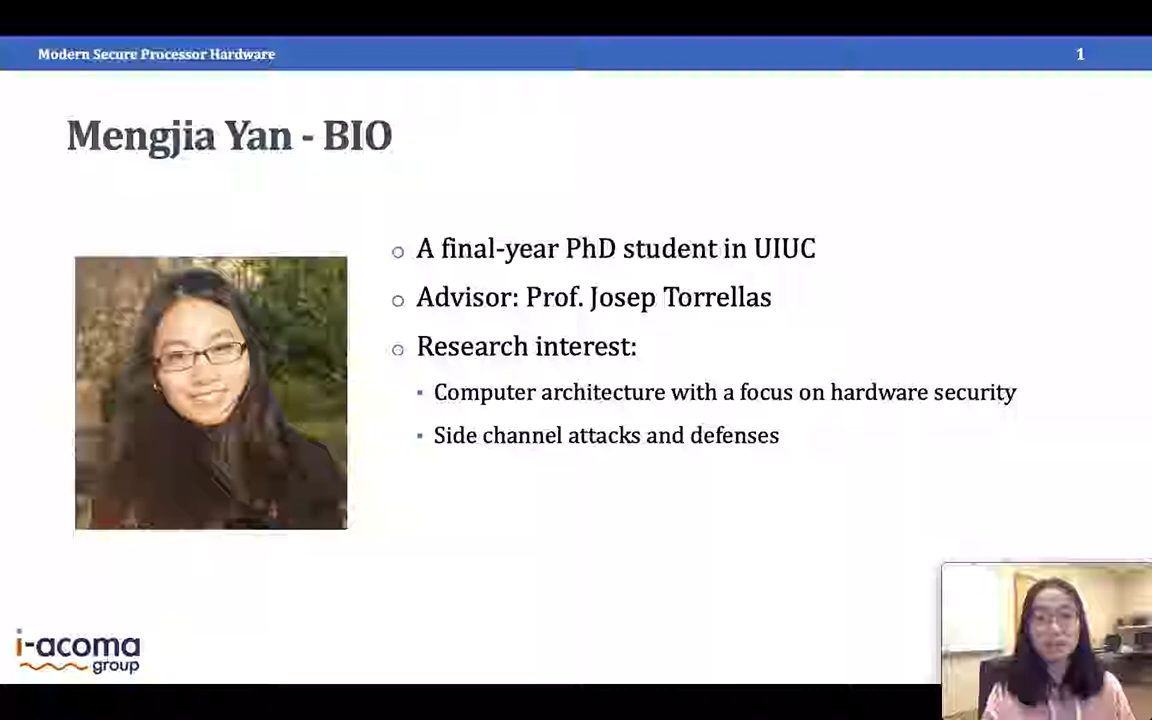 Modern Secure Processor Hardware
1
Mengjia Yan - BIO
A final-year PhD student in UIUC
Advisor: Prof. Josep Torrellas
Research interest:
Computer architecture with a focus on hardware security
Side channel attacks and defenses
i-acoma
group